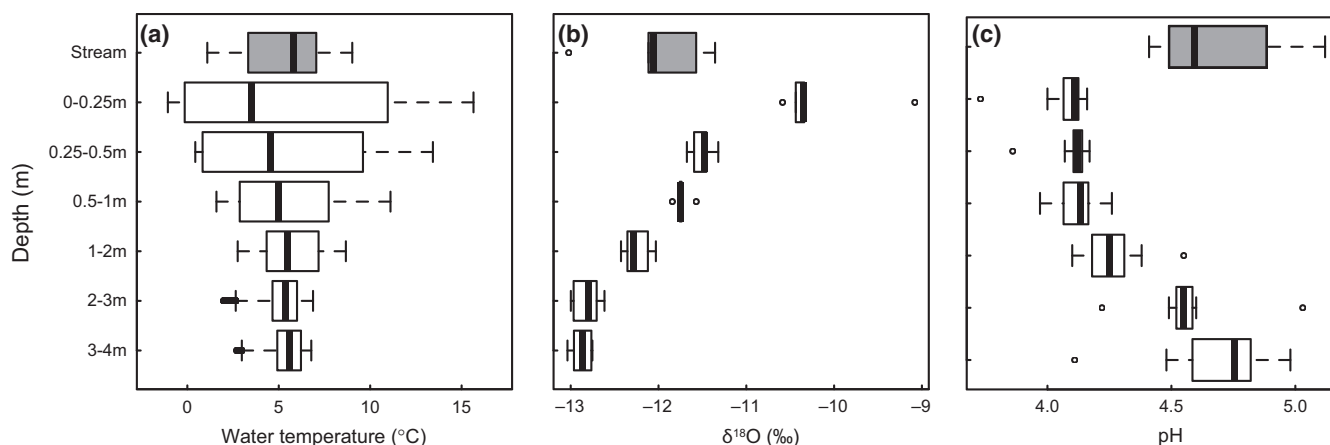 (a)
(b)
(c)
Depth (m)
Stream
0-0.25m
0.25-0.5m
0.5-1m
1-2m
2-3m
3-4m
0 5 10 15
–13 –12 –11 –10 –9
4.0 4.5 5.0
Water temperature (°C)
δ¹⁸O (‰)
pH